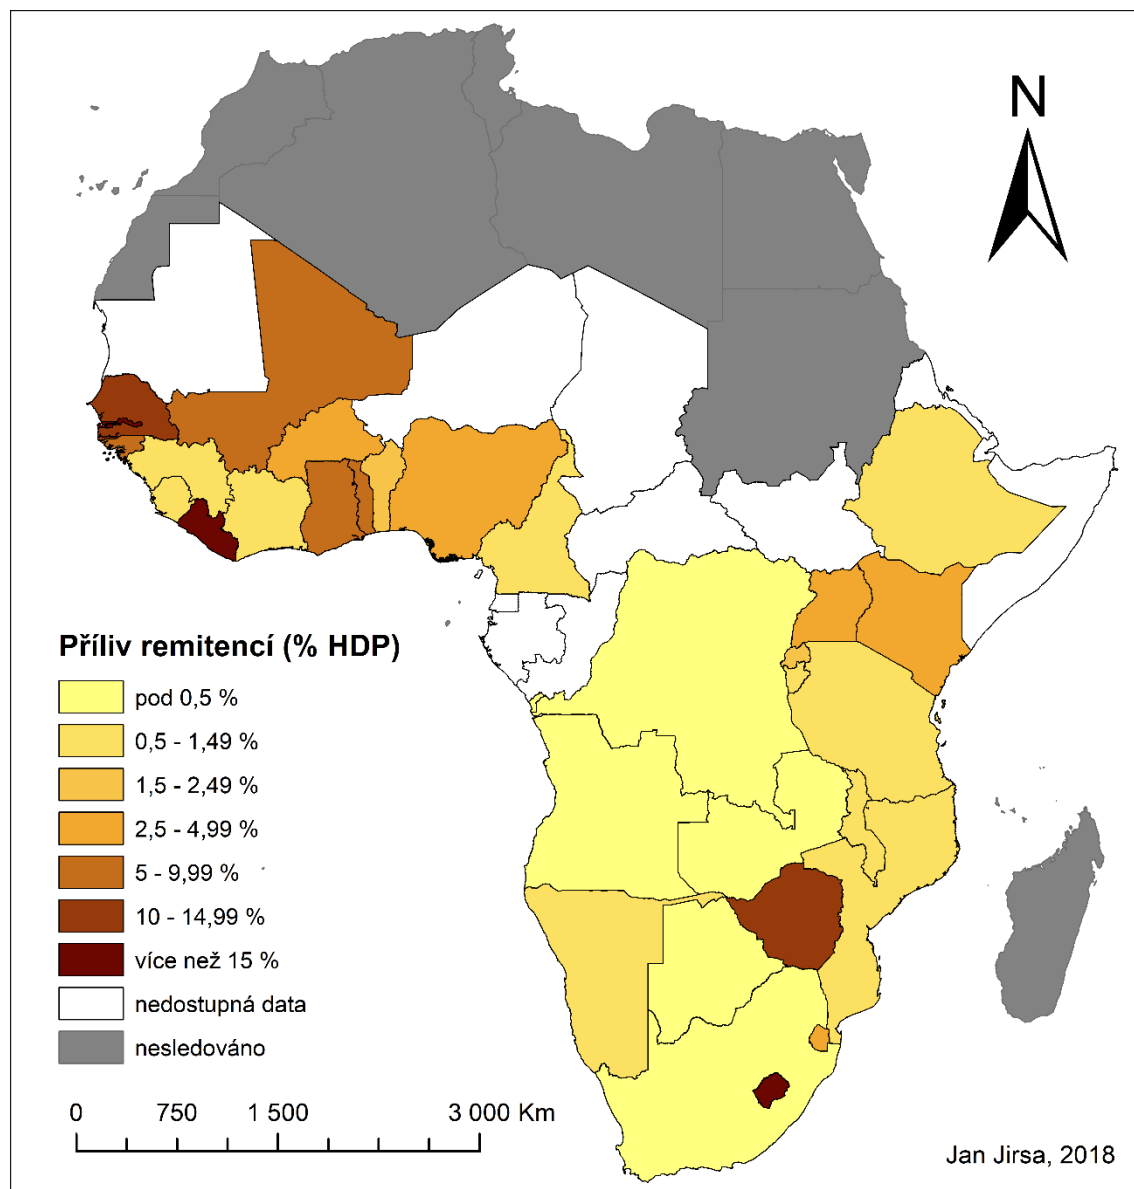 N
Příliv remitencí (% HDP)
pod 0,5 %
0,5 - 1,49 %
1,5 - 2,49 %
2,5 - 4,99 %
5 - 9,99 %
10 - 14,99 %
více než 15 %
nedostupná data
nesledováno
0 750 1 500 3 000 Km
Jan Jirsa, 2018